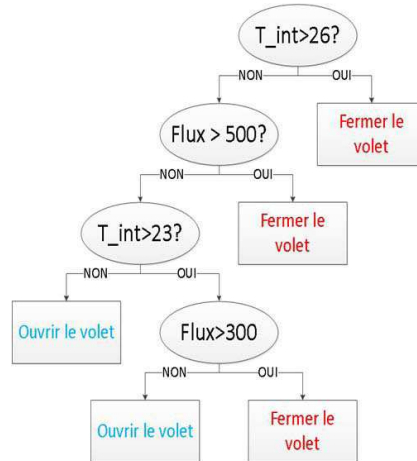 T_int>26?
NON
OUI
Flux > 500?
Fermer le
volet
NON
OUI
T_int>23?
Fermer le
volet
NON
OUI
Ouvrir le volet
Flux>300
NON
OUI
Ouvrir le volet
Fermer le
volet